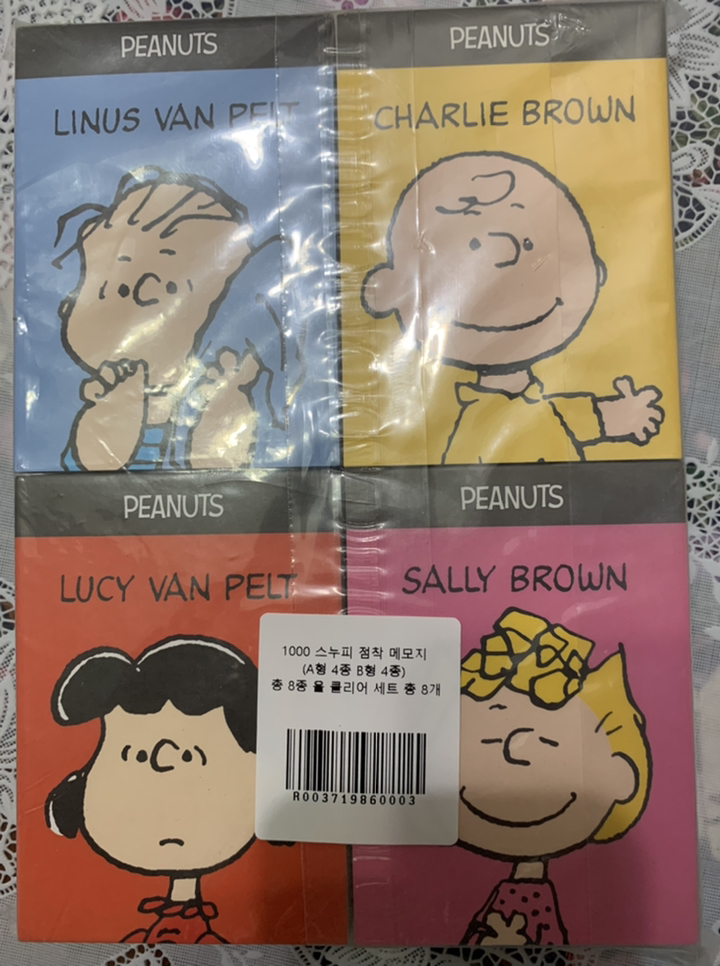 PEANUTS
LINUS VAN PELT
PEANUTS
CHARLIE BROWN
PEANUTS
LUCY VAN PELT
PEANUTS
SALLY BROWN
1000 스누피 점착 메모지
(A형 4종 B형 4종)
총 8종 올 클리어 세트 총 8개
R003719860003